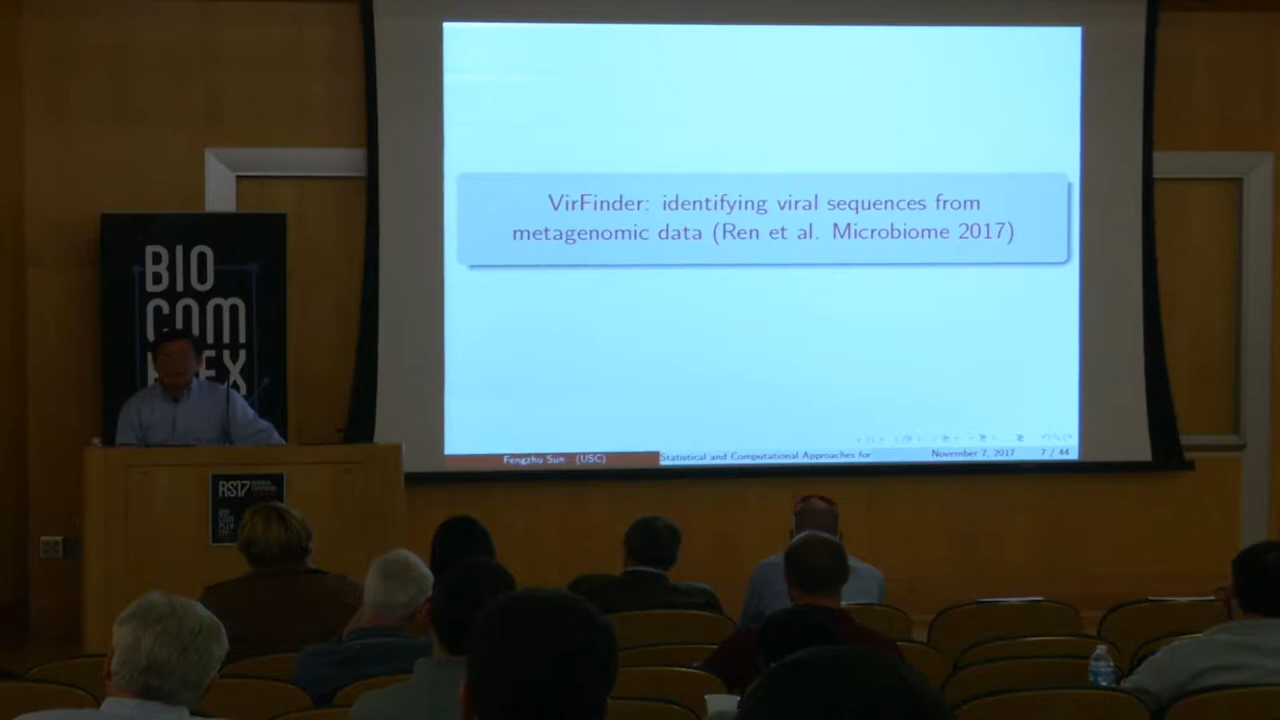 VirFinder: identifying viral sequences from
metagenomic data (Ren et al. Microbiome 2017)
Fengzhu Sun (USC)
Statistical and Computational Approaches for
November 7, 2017
7 / 44
BIO
COM
PLEX
RS17